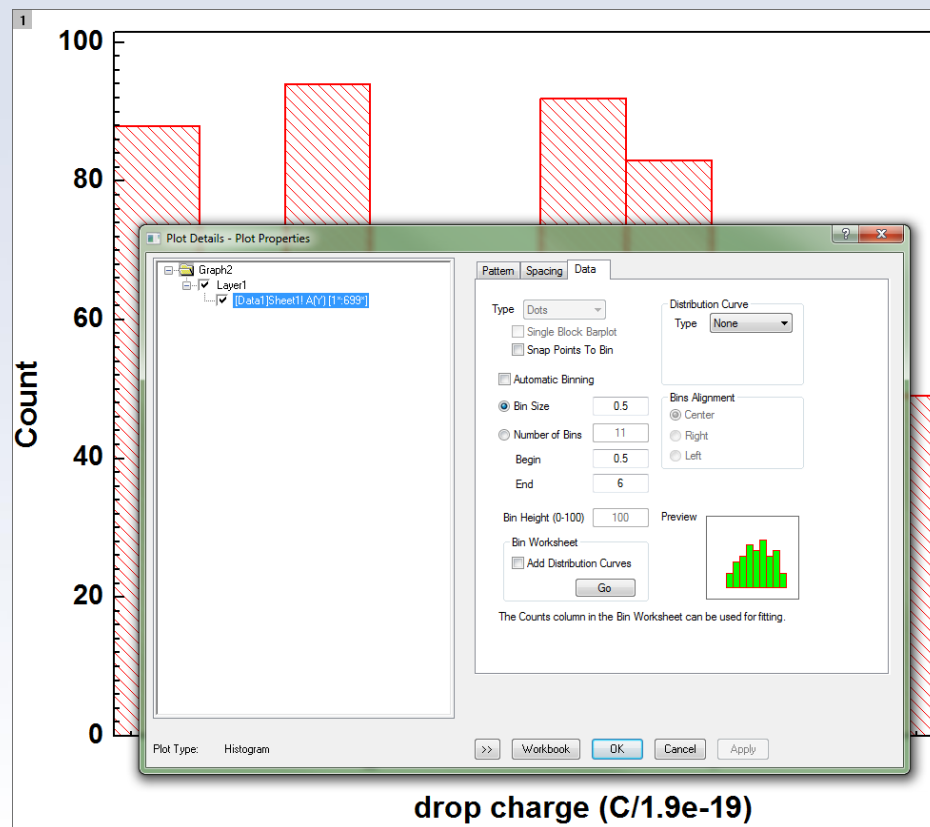 1
100
80
60
40
20
0
Count
drop charge (C/1.9e-19)
Plot Details - Plot Properties
?
X
Graph2
Layer1
[Data1]Sheet1! A(Y) [1*:699*]
Pattern
Spacing
Data
Type
Dots
Single Block Barplot
Snap Points To Bin
Distribution Curve
Type
None
Automatic Binning
Bin Size
0.5
Number of Bins
11
Begin
0.5
End
6
Bins Alignment
Center
Right
Left
Bin Height (0-100)
100
Preview
Bin Worksheet
Add Distribution Curves
Go
The Counts column in the Bin Worksheet can be used for fitting.
Plot Type: Histogram
>>
Workbook
OK
Cancel
Apply